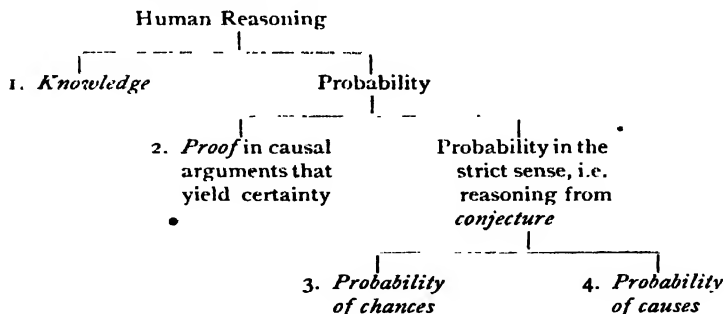 Human Reasoning
1. Knowledge Probability
2. Proof in causal Probability in the
arguments that strict sense, i.e.
yield certainty reasoning from
conjecture
3. Probability 4. Probability
of chances of causes